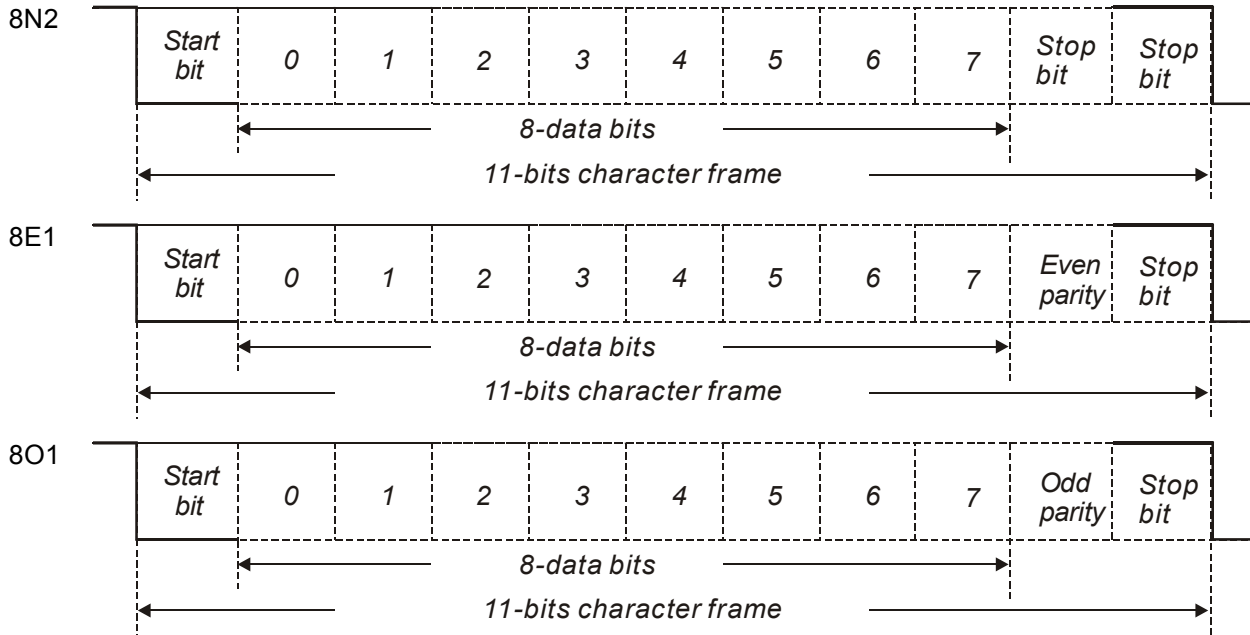 8N2
Start bit 0 1 2 3 4 5 6 7 Stop bit Stop bit
8-data bits
11-bits character frame
8E1
Start bit 0 1 2 3 4 5 6 7 Even parity Stop bit
8-data bits
11-bits character frame
8O1
Start bit 0 1 2 3 4 5 6 7 Odd parity Stop bit
8-data bits
11-bits character frame